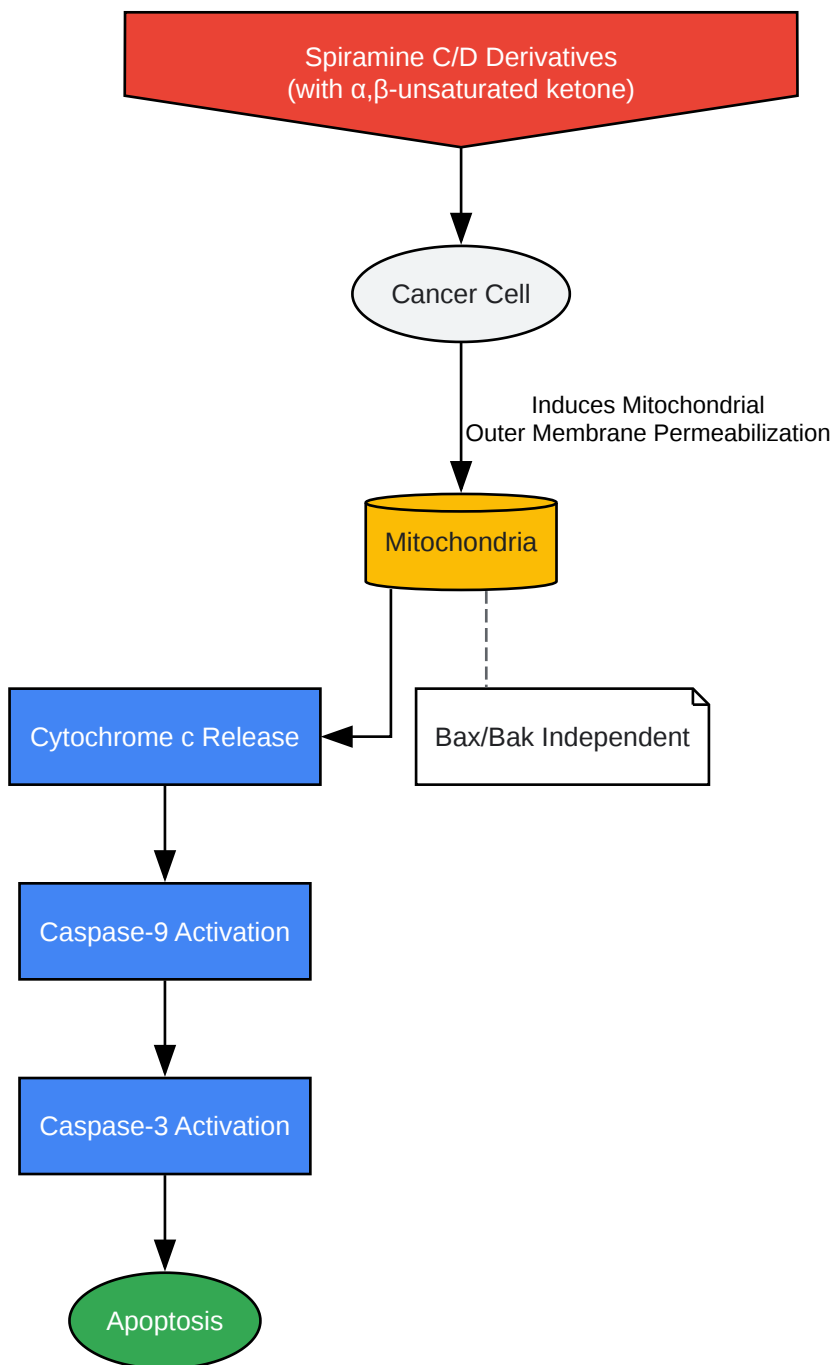 Spiramine C/D Derivatives
(with α,β-unsaturated ketone)
Cancer Cell
Induces Mitochondrial
Outer Membrane Permeabilization
Mitochondria
Cytochrome c Release
Bax/Bak Independent
Caspase-9 Activation
Caspase-3 Activation
Apoptosis